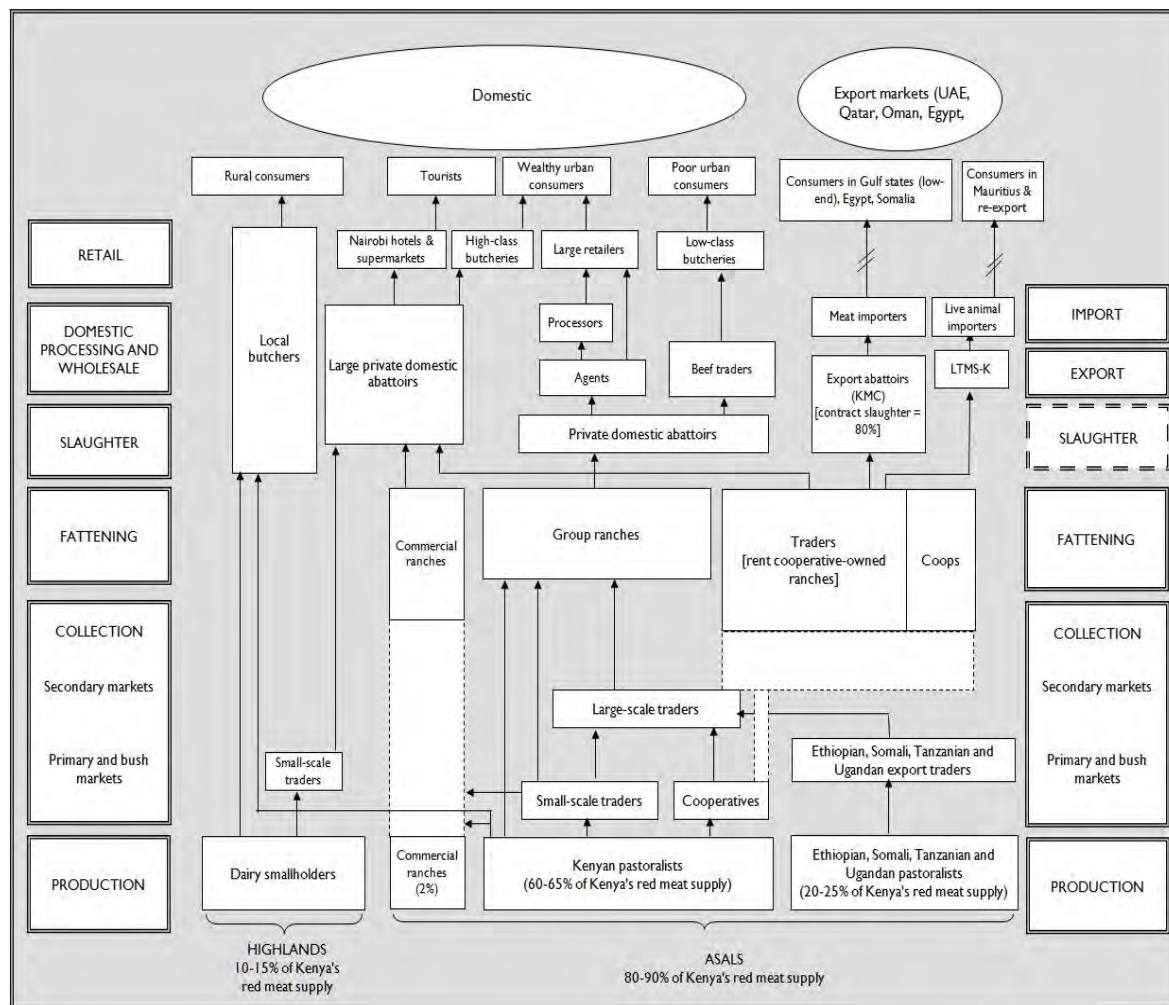 Domestic
Export markets (UAE,
Qatar, Oman, Egypt,
Rural consumers
Tourists
Wealthy urban
consumers
Poor urban
consumers
Consumers in Gulf states (low-
end), Egypt, Somalia
Consumers in
Mauritius &
re-export
RETAIL
Nairobi hotels &
supermarkets
High-class
butcheries
Large retailers
Low-class
butcheries
DOMESTIC
PROCESSING AND
WHOLESALE
Local
butchers
Large private domestic
abattoirs
Processors
Agents
Beef traders
Meat importers
Live animal
importers
IMPORT
Export abattoirs
(KMC)
[contract slaughter =
80%]
LTMS-K
EXPORT
SLAUGHTER
Private domestic abattoirs
SLAUGHTER
FATTENING
Commercial
ranches
Group ranches
Traders
[rent cooperative-owned
ranches]
Coops
FATTENING
COLLECTION
Secondary markets
Primary and bush
markets
Small-scale
traders
Large-scale traders
Small-scale traders
Cooperatives
Ethiopian, Somali, Tanzanian and
Ugandan export traders
COLLECTION
Secondary markets
Primary and bush
markets
PRODUCTION
Dairy smallholders
Commercial
ranches
(2%)
Kenyan pastoralists
(60-65% of Kenya's red meat supply)
Ethiopian, Somali, Tanzanian and
Ugandan pastoralists
(20-25% of Kenya's red meat supply)
PRODUCTION
HIGHLANDS
10-15% of Kenya's
red meat supply
ASALS
80-90% of Kenya's red meat supply